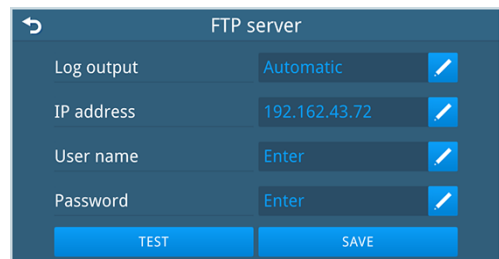 FTP server
Log output Automatic
IP address 192.162.43.72
User name Enter
Password Enter
TEST SAVE